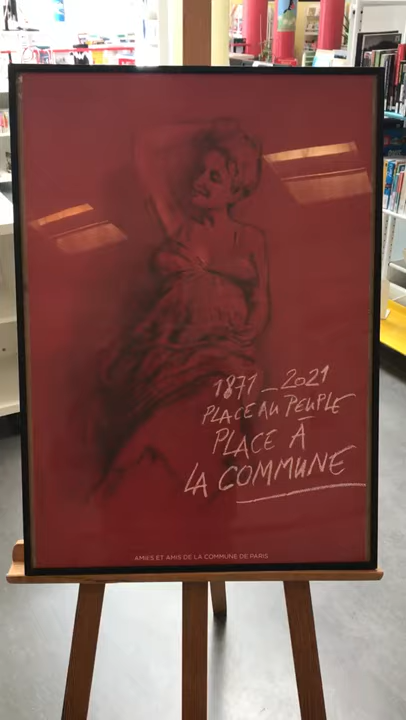 1871_2021
PLACE AU PEUPLE
PLACE À
LA COMMUNE
AMIES ET AMIS DE LA COMMUNE DE PARIS